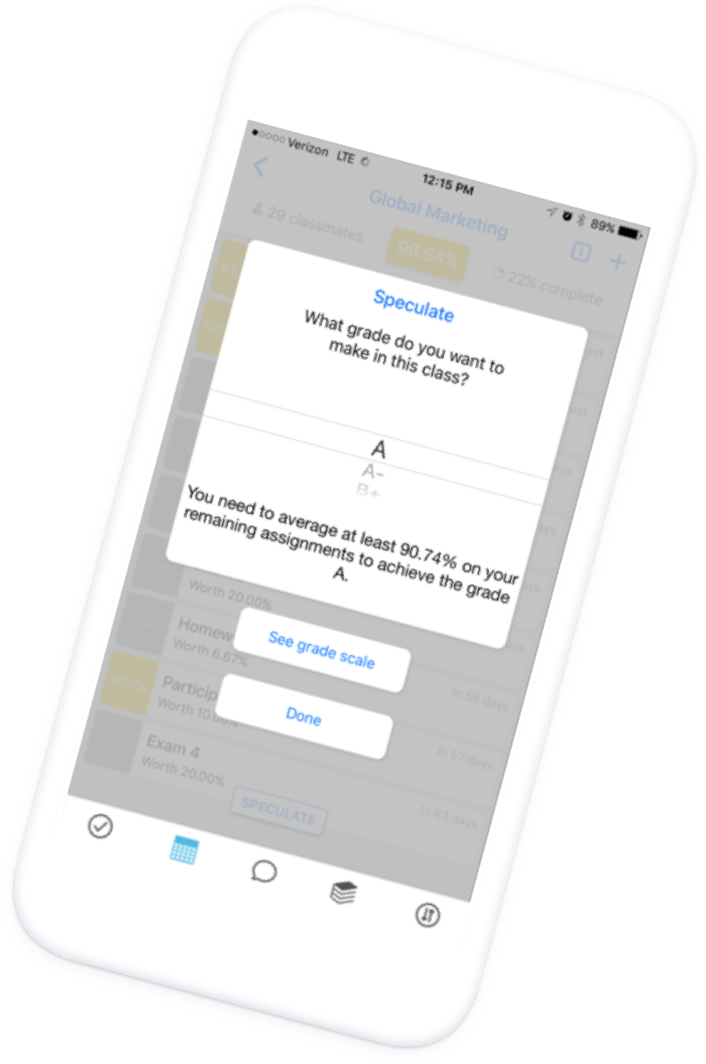 Verizon LTE 12:15 PM 89%
Global Marketing
29 classmates 96.54% 22% complete
Speculate
What grade do you want to
make in this class?
A
A-
B+
You need to average at least 90.74% on your
remaining assignments to achieve the grade
A.
Worth 20.00%
See grade scale
Homew
Worth 6.67%
in 55 days
Done
Particip
Worth 10.00%
in 57 days
Exam 4
Worth 20.00%
in 63 days
SPECULATE